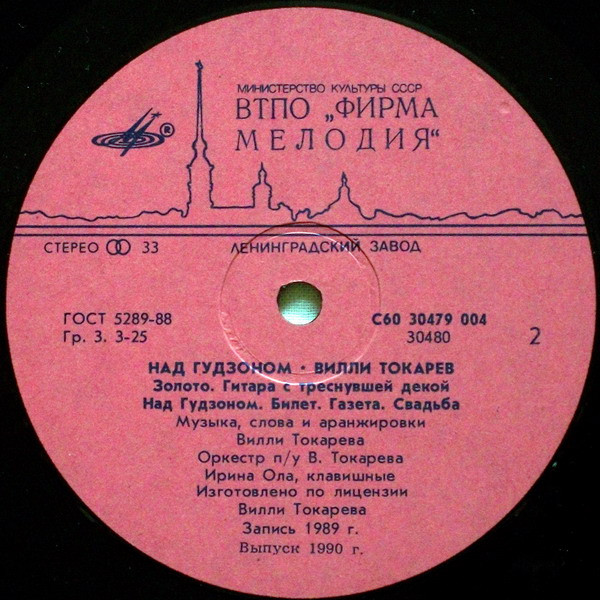 МИНИСТЕРСТВО КУЛЬТУРЫ СССР
ВТПО „ФИРМА
МЕЛОДИЯ“
®
СТЕРЕО 33
ЛЕНИНГРАДСКИЙ ЗАВОД
ГОСТ 5289-88
Гр. 3. 3-25
С60 30479 004
30480
2
НАД ГУДЗОНОМ • ВИЛЛИ ТОКАРЕВ
Золото. Гитара с треснувшей декой
Над Гудзоном. Билет. Газета. Свадьба
Музыка, слова и аранжировки
Вилли Токарева
Оркестр п/у В. Токарева
Ирина Ола, клавишные
Изготовлено по лицензии
Вилли Токарева
Запись 1989 г.
Выпуск 1990 г.